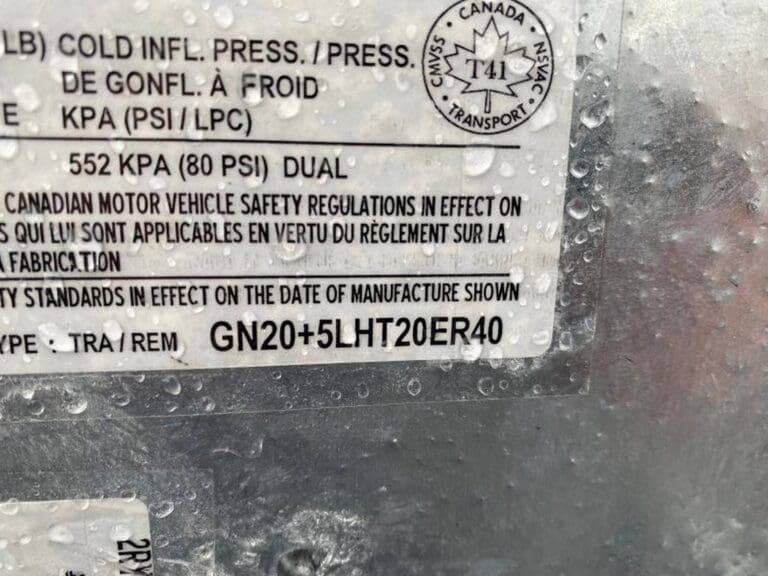 LB) COLD INFL. PRESS. / PRESS.
DE GONFL. À FROID
E KPA (PSI / LPC)
CANADA
CMVSS
NSVAC
T41
TRANSPORT
552 KPA (80 PSI) DUAL
CANADIAN MOTOR VEHICLE SAFETY REGULATIONS IN EFFECT ON
S QUI LUI SONT APPLICABLES EN VERTU DU RÈGLEMENT SUR LA
A FABRICATION
TY STANDARDS IN EFFECT ON THE DATE OF MANUFACTURE SHOWN
YPE : TRA / REM GN20+5LHT20ER40
2RY